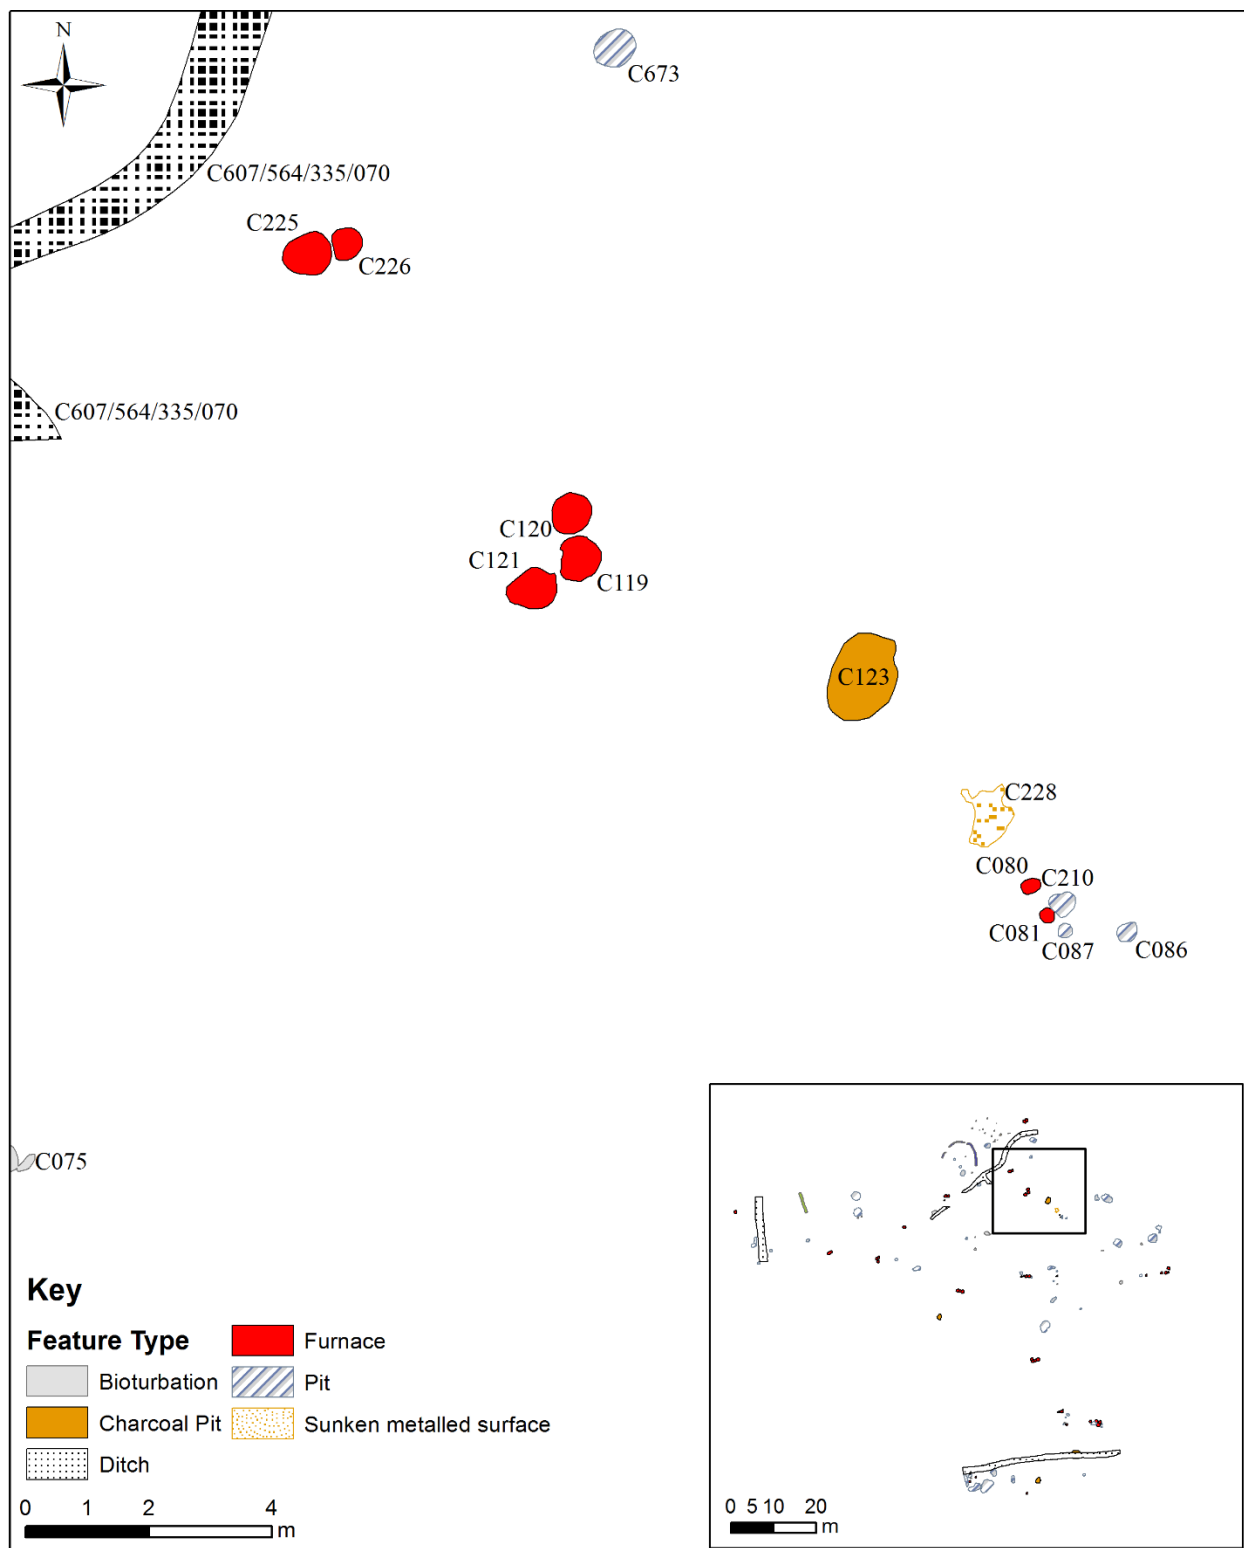 N
C673
C607/564/335/070
C225
C226
C607/564/335/070
C120
C121
C119
C123
C228
C080
C210
C081
C087
C086
C075
Key
Feature Type
Furnace
Bioturbation
Pit
Charcoal Pit
Sunken metalled surface
Ditch
0 1 2 4
m
0 5 10 20
m